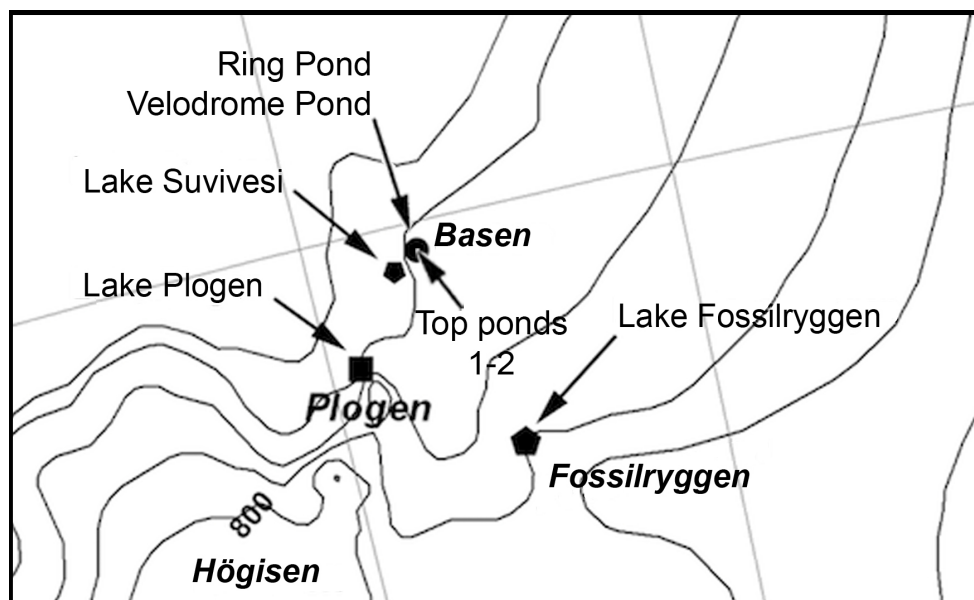 Ring Pond
Velodrome Pond
Lake Suvivesi
Basen
Lake Plogen
Top ponds
1-2
Lake Fossilryggen
Plogen
Fossilryggen
800
Högisen